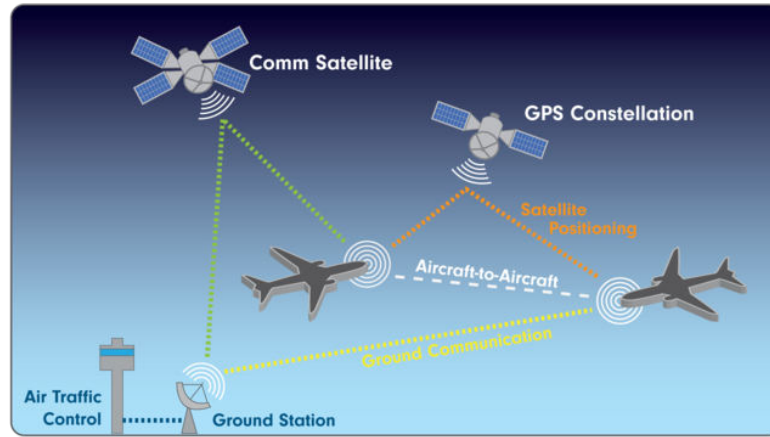 Comm Satellite
GPS Constellation
Satellite
Positioning
Aircraft-to-Aircraft
Ground Communication
Air Traffic
Control
Ground Station